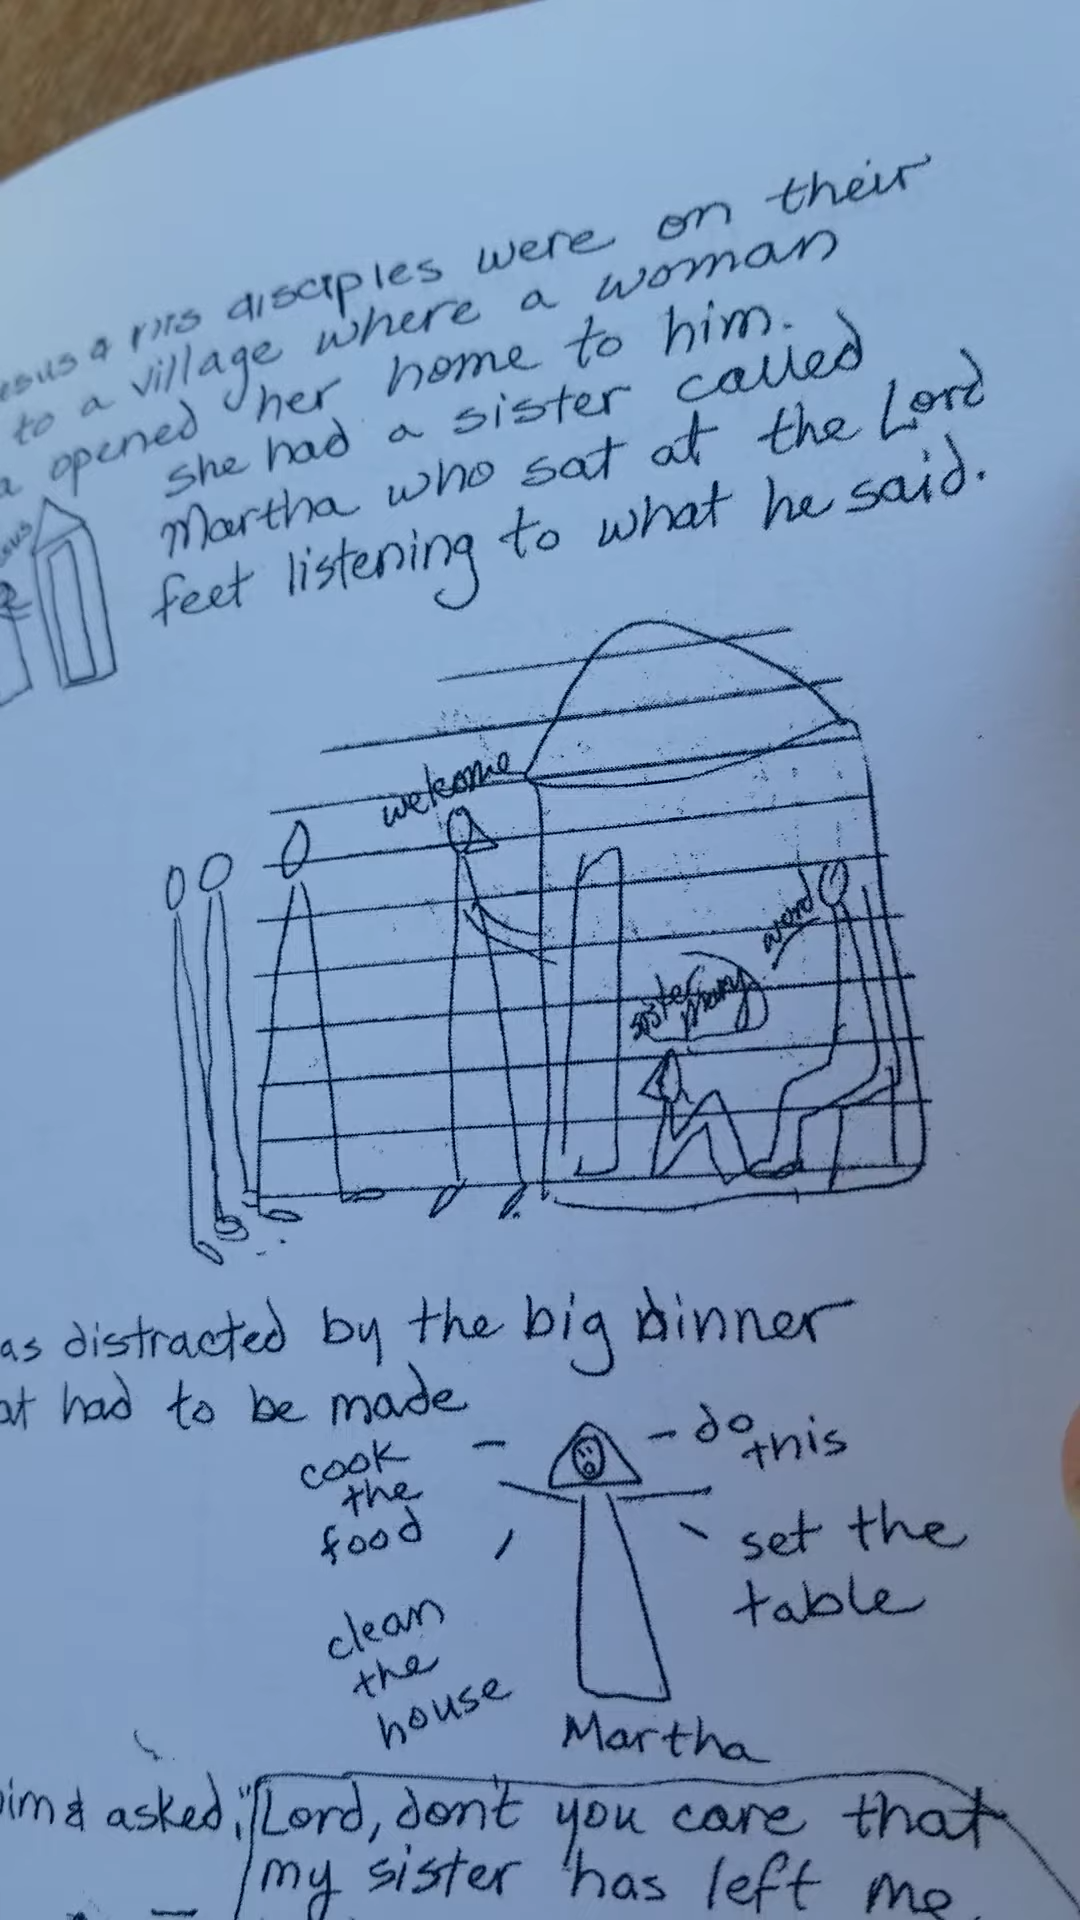 esus & His disciples were on their
to a village where a woman
a opened her home to him.
she had a sister called
Martha who sat at the Lord
feet listening to what he said.
esus
welcome
word
sister
Mary
as distracted by the big dinner
at had to be made
cook
the
food
- do
this
set the
table
clean
the
house
Martha
im & asked, "Lord, don't you care that
my sister has left me